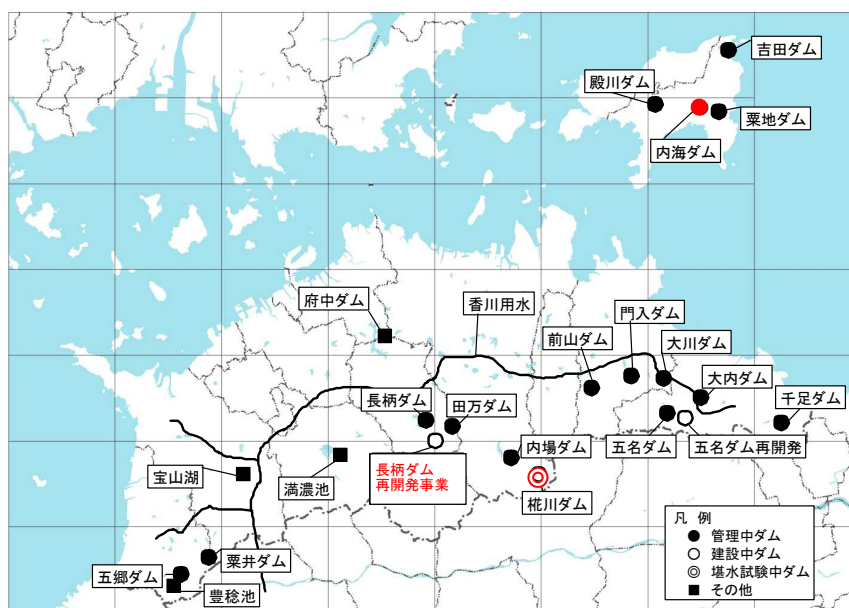 吉田ダム
殿川ダム
粟地ダム
内海ダム
府中ダム
香川用水
門入ダム
前山ダム
大川ダム
大内ダム
長柄ダム
田万ダム
千足ダム
内場ダム
五名ダム
五名ダム再開発
長柄ダム
再開発事業
宝山湖
満濃池
椛川ダム
粟井ダム
五郷ダム
豊稔池
凡 例
管理中ダム
建設中ダム
堪水試験中ダム
その他